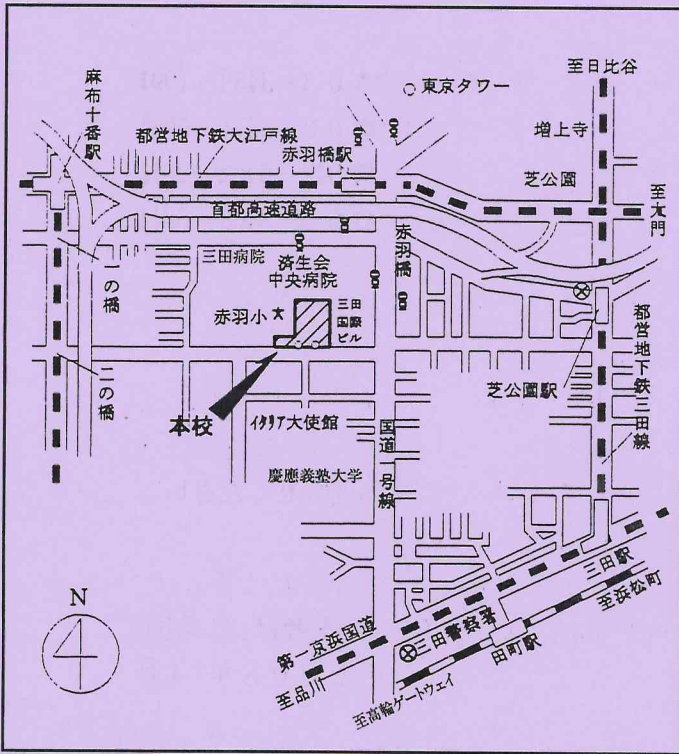 至日比谷
東京タワー
麻布十番駅
増上寺
都営地下鉄大江戸線
赤羽橋駅
芝公園
至大門
首都高速道路
赤羽橋
三田病院
済生会
中央病院
一の橋
赤羽小
三田
国際
ビル
都営地下鉄三田線
二の橋
芝公園駅
本校
イタリア大使館
国道一号線
慶應義塾大学
三田駅
至浜松町
N
第一京浜国道
三田警察署
田町駅
至品川
至高輪ゲートウェイ